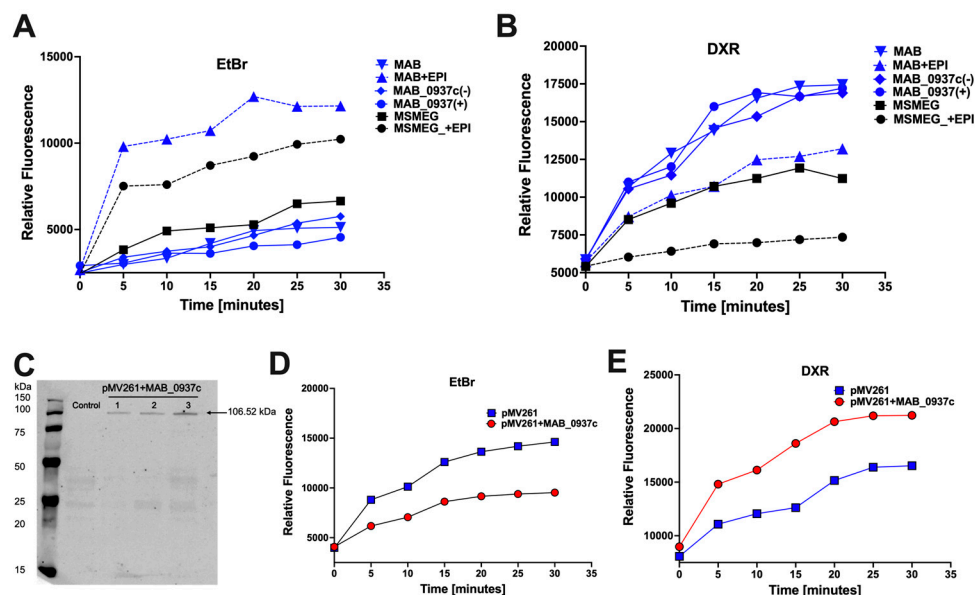 A
EtBr
Relative Fluorescence
15000
10000
5000
0 5 10 15 20 25 30 35
Time [minutes]
MAB
MAB+EPI
MAB_0937c(-)
MAB_0937(+)
MSMEG
MSMEG_+EPI
B
DXR
Relative Fluorescence
20000
17500
15000
12500
10000
7500
5000
0 5 10 15 20 25 30 35
Time [minutes]
MAB
MAB+EPI
MAB_0937c(-)
MAB_0937(+)
MSMEG
MSMEG_+EPI
C
kDa
pMV261+MAB_0937c
150
Control 1 2 3
100
106.52 kDa
75
50
25
20
15
D
EtBr
Relative Fluorescence
20000
15000
10000
5000
0 5 10 15 20 25 30 35
Time [minutes]
pMV261
pMV261+MAB_0937c
E
DXR
Relative Fluorescence
25000
20000
15000
10000
0 5 10 15 20 25 30 35
Time [minutes]
pMV261
pMV261+MAB_0937c